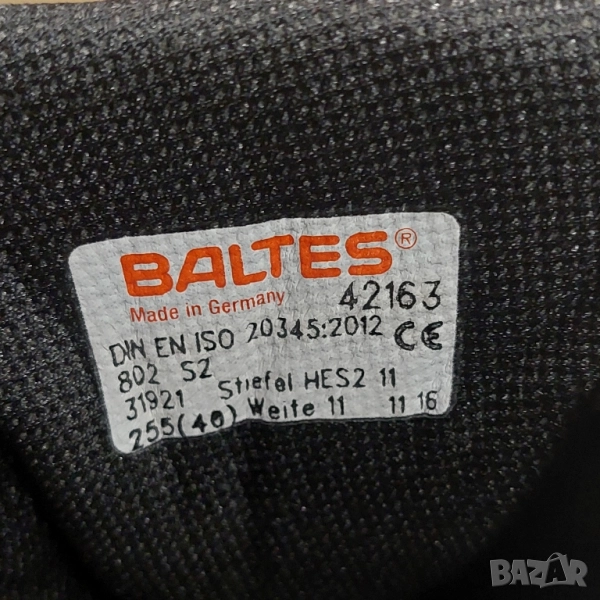 BALTES®
Made in Germany 42163
DIN EN ISO 20345:2012 CE
802 S2
31921 Stiefel HES2 11
255(40) Weite 11 11 16
BAZAR